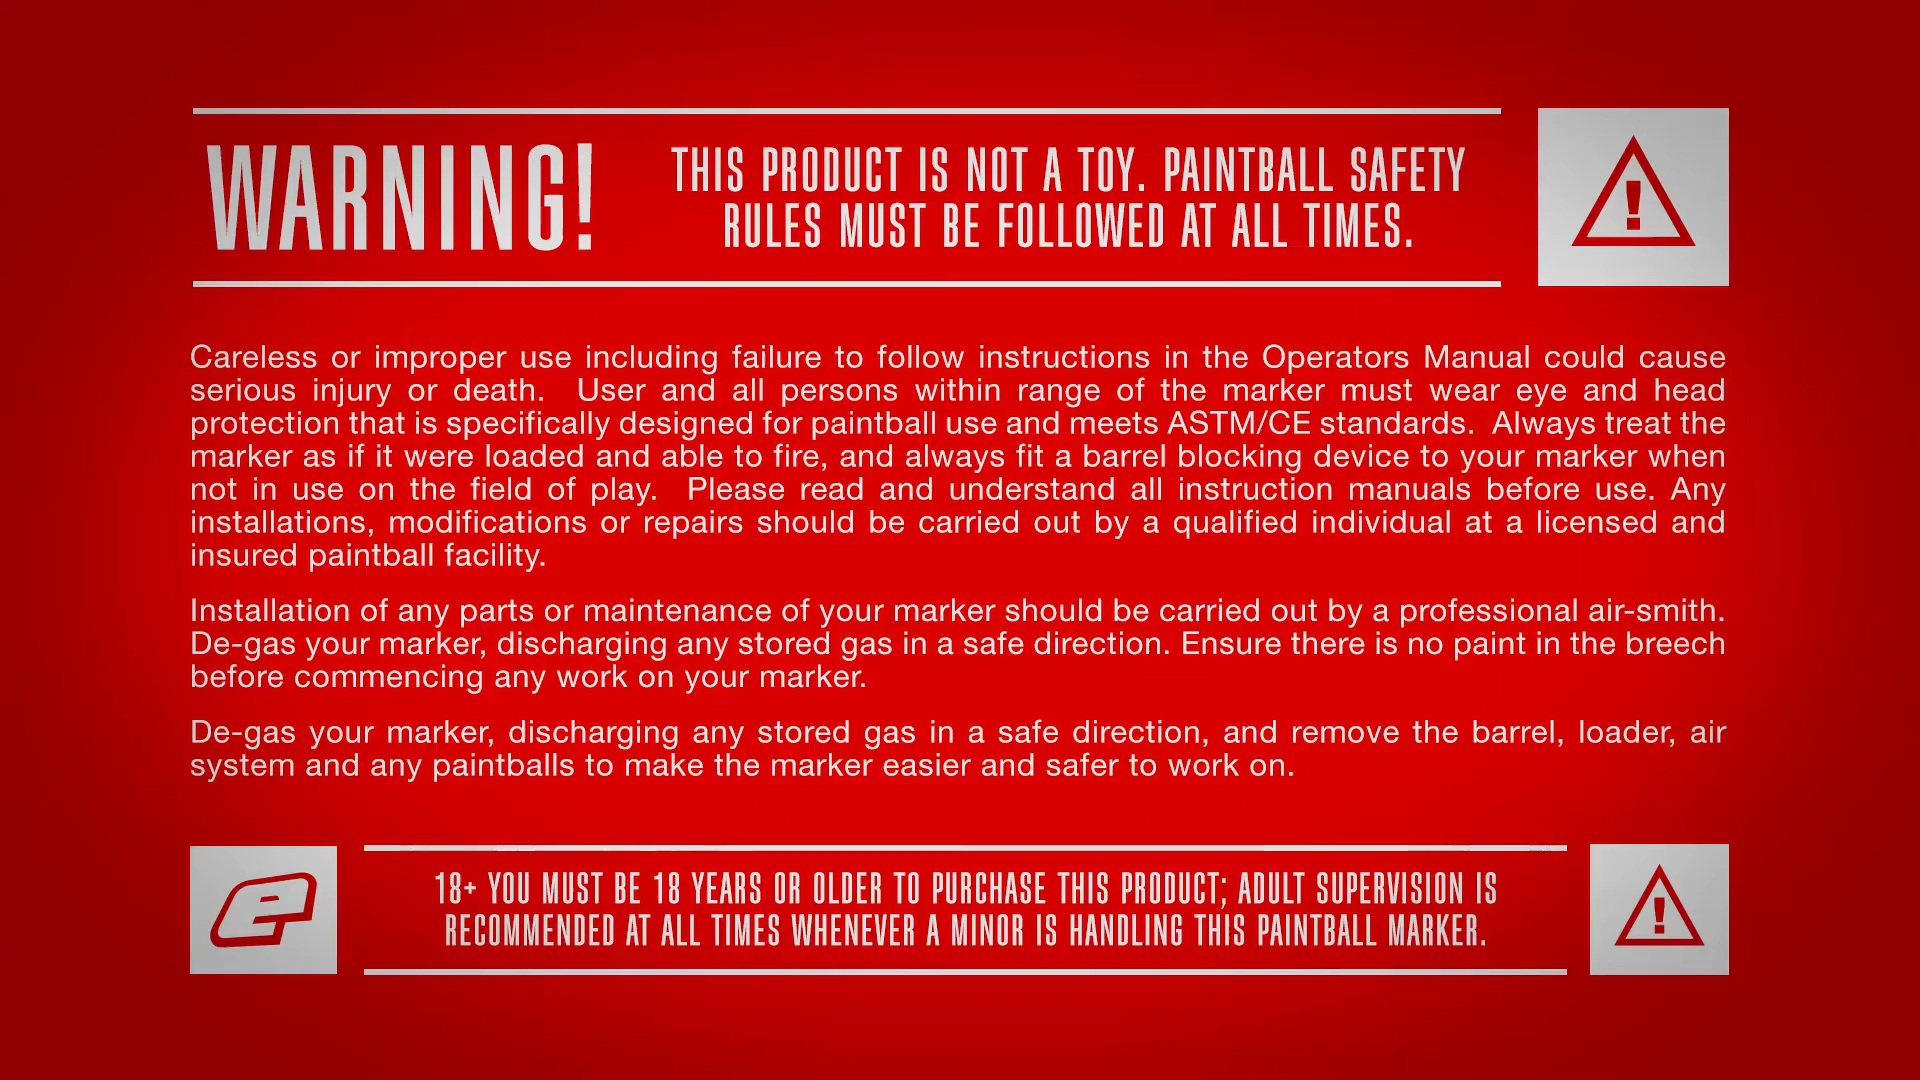 WARNING!
THIS PRODUCT IS NOT A TOY. PAINTBALL SAFETY
RULES MUST BE FOLLOWED AT ALL TIMES.
Careless or improper use including failure to follow instructions in the Operators Manual could cause
serious injury or death.  User and all persons within range of the marker must wear eye and head
protection that is specifically designed for paintball use and meets ASTM/CE standards.  Always treat the
marker as if it were loaded and able to fire, and always fit a barrel blocking device to your marker when
not in use on the field of play.  Please read and understand all instruction manuals before use. Any
installations, modifications or repairs should be carried out by a qualified individual at a licensed and
insured paintball facility.
Installation of any parts or maintenance of your marker should be carried out by a professional air-smith.
De-gas your marker, discharging any stored gas in a safe direction. Ensure there is no paint in the breech
before commencing any work on your marker.
De-gas your marker, discharging any stored gas in a safe direction, and remove the barrel, loader, air
system and any paintballs to make the marker easier and safer to work on.
18+ YOU MUST BE 18 YEARS OR OLDER TO PURCHASE THIS PRODUCT; ADULT SUPERVISION IS
RECOMMENDED AT ALL TIMES WHENEVER A MINOR IS HANDLING THIS PAINTBALL MARKER.